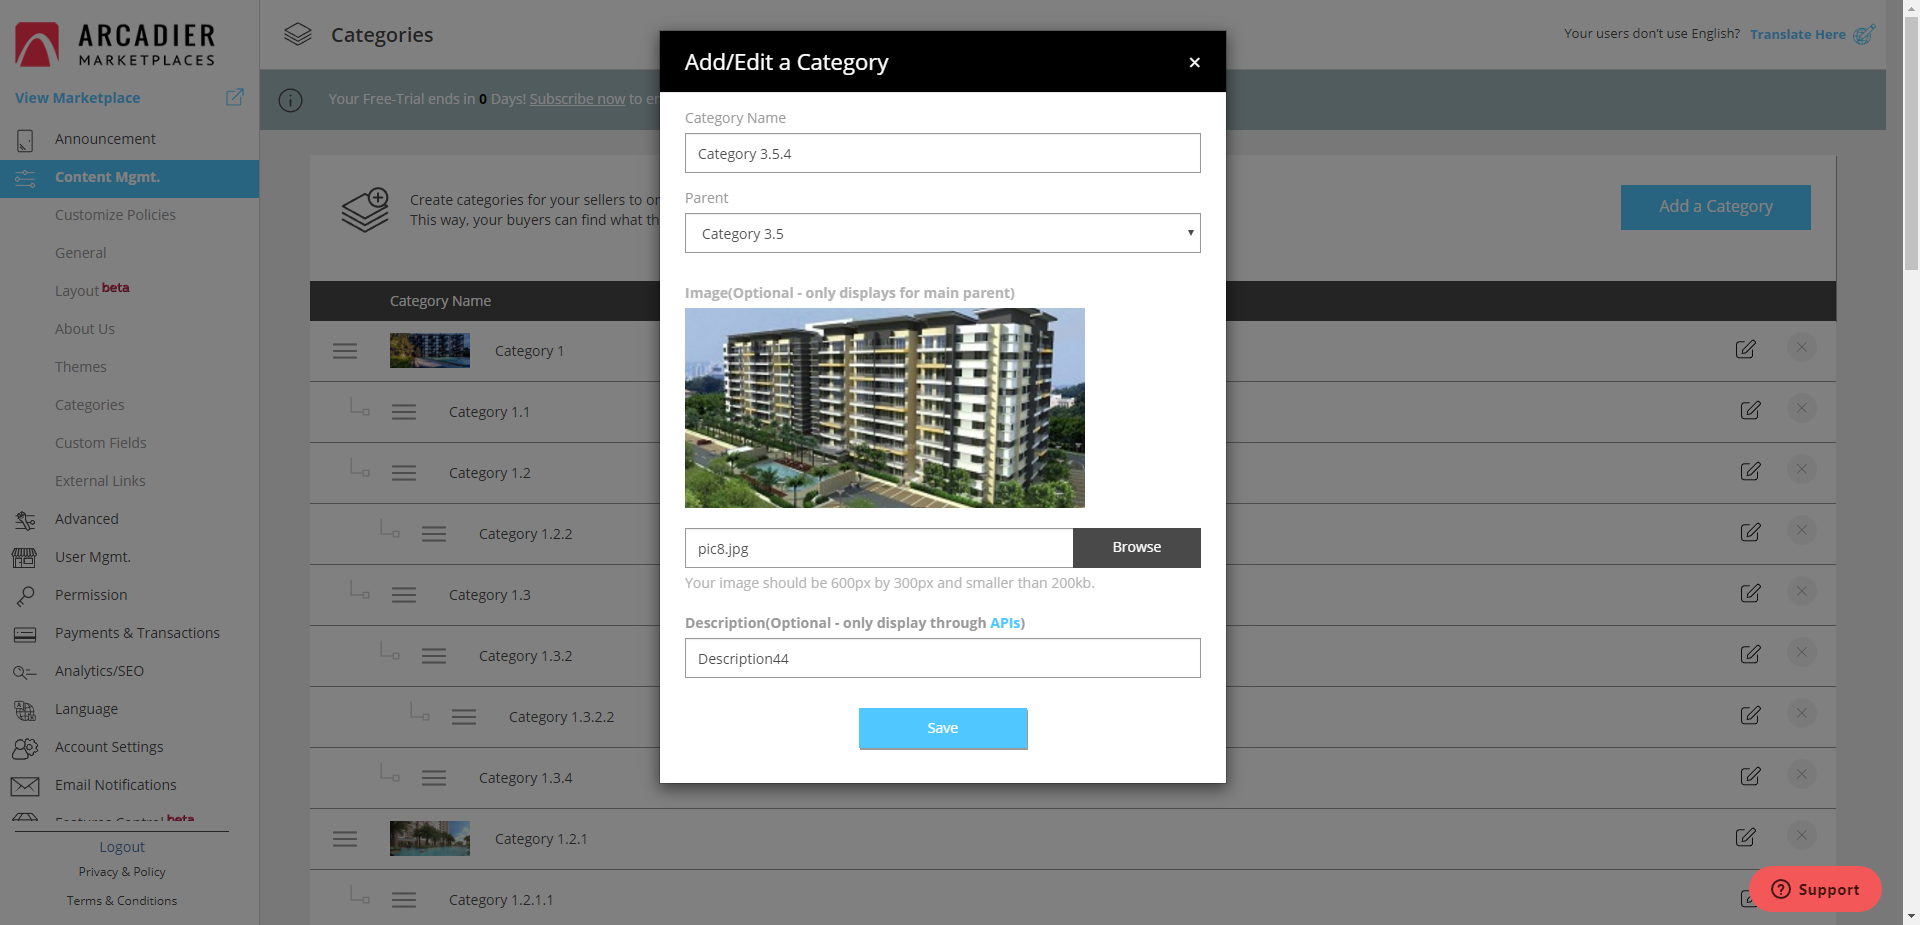 ARCADIER
MARKETPLACES
View Marketplace
Announcement
Content Mgmt.
Customize Policies
General
Layout beta
About Us
Themes
Categories
Custom Fields
External Links
Advanced
User Mgmt.
Permission
Payments & Transactions
Analytics/SEO
Language
Account Settings
Email Notifications
Features Control beta
Logout
Privacy & Policy
Terms & Conditions
Categories
Your users don't use English? Translate Here
Your Free-Trial ends in 0 Days! Subscribe now to
Create categories for your sellers to
This way, your buyers can find what
Add a Category
Category Name
Category 1
Category 1.1
Category 1.2
Category 1.2.2
Category 1.3
Category 1.3.2
Category 1.3.2.2
Category 1.3.4
Category 1.2.1
Category 1.2.1.1
Add/Edit a Category
Category Name
Category 3.5.4
Parent
Category 3.5
Image(Optional - only displays for main parent)
pic8.jpg
Browse
Your image should be 600px by 300px and smaller than 200kb.
Description(Optional - only display through APIs)
Description44
Save
Support